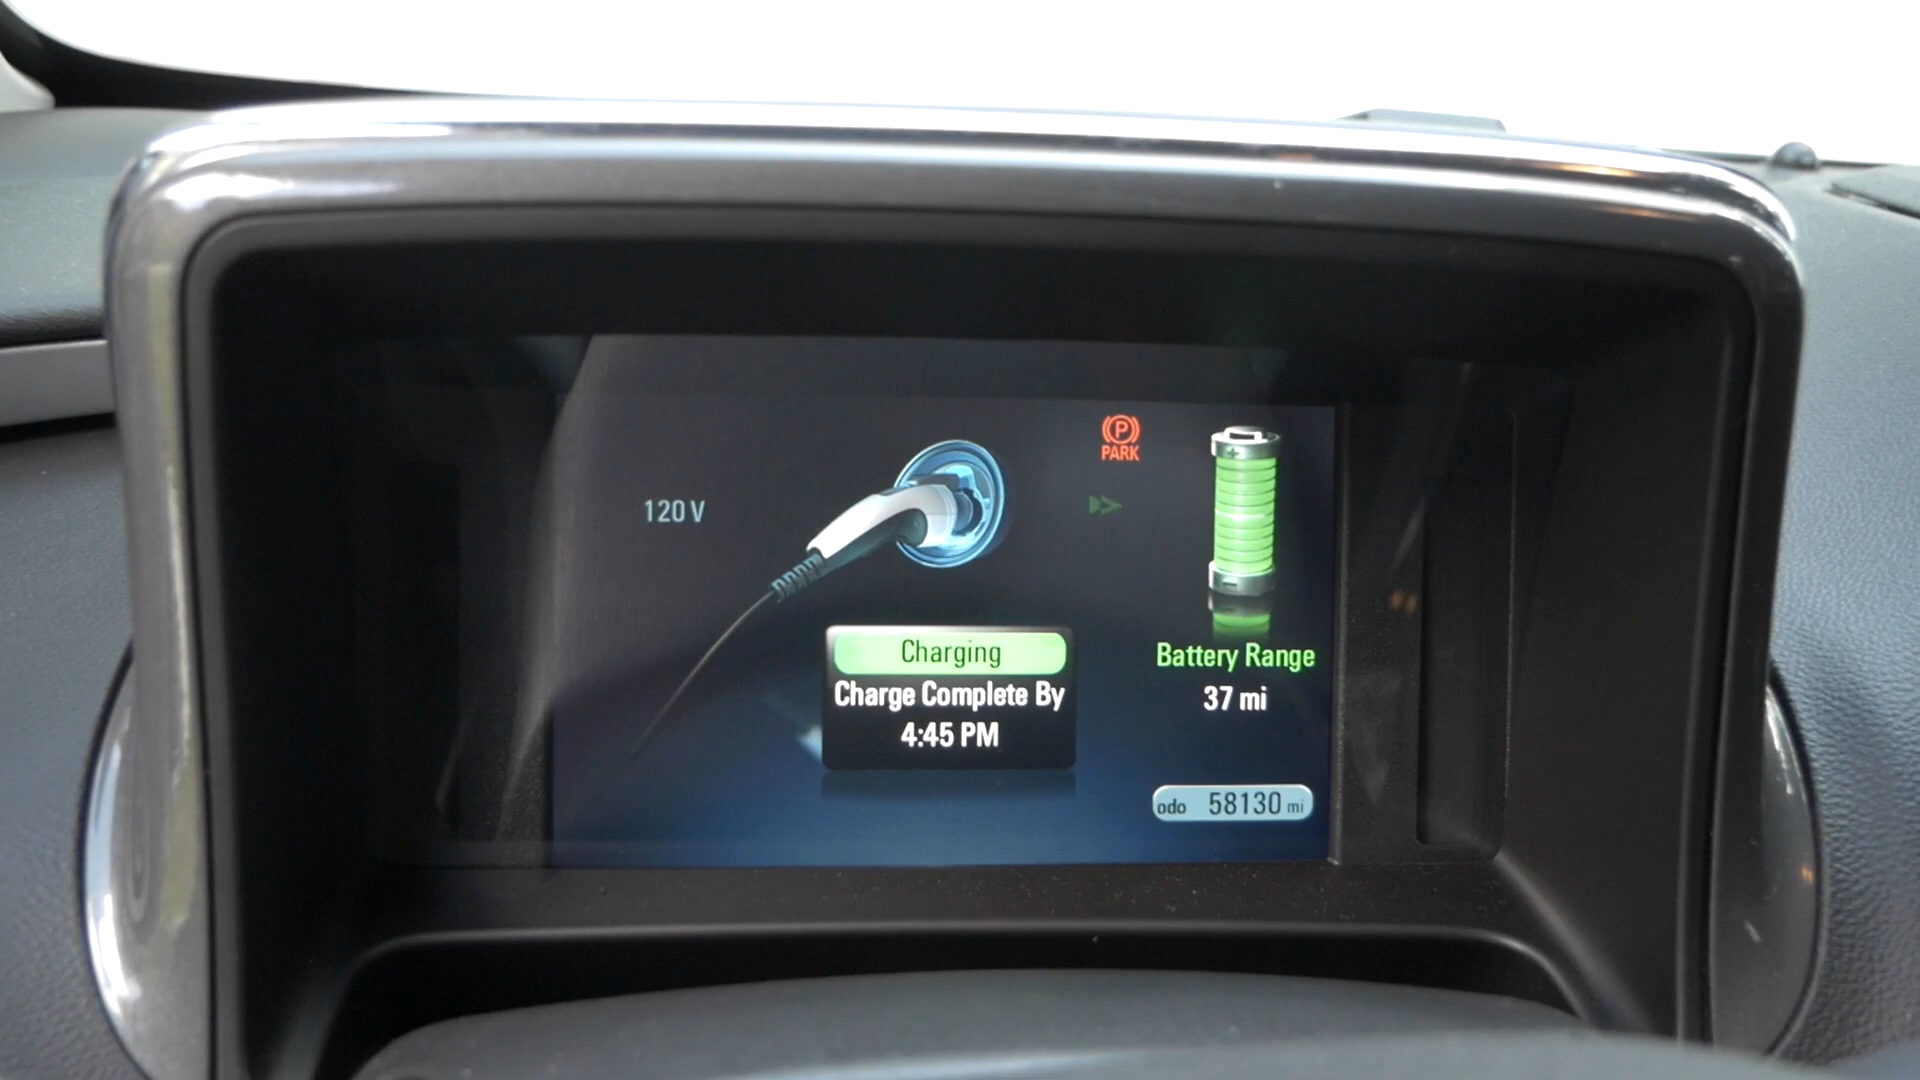 120 V
P
PARK
Charging
Charge Complete By
4:45 PM
Battery Range
37 mi
odo 58130 mi